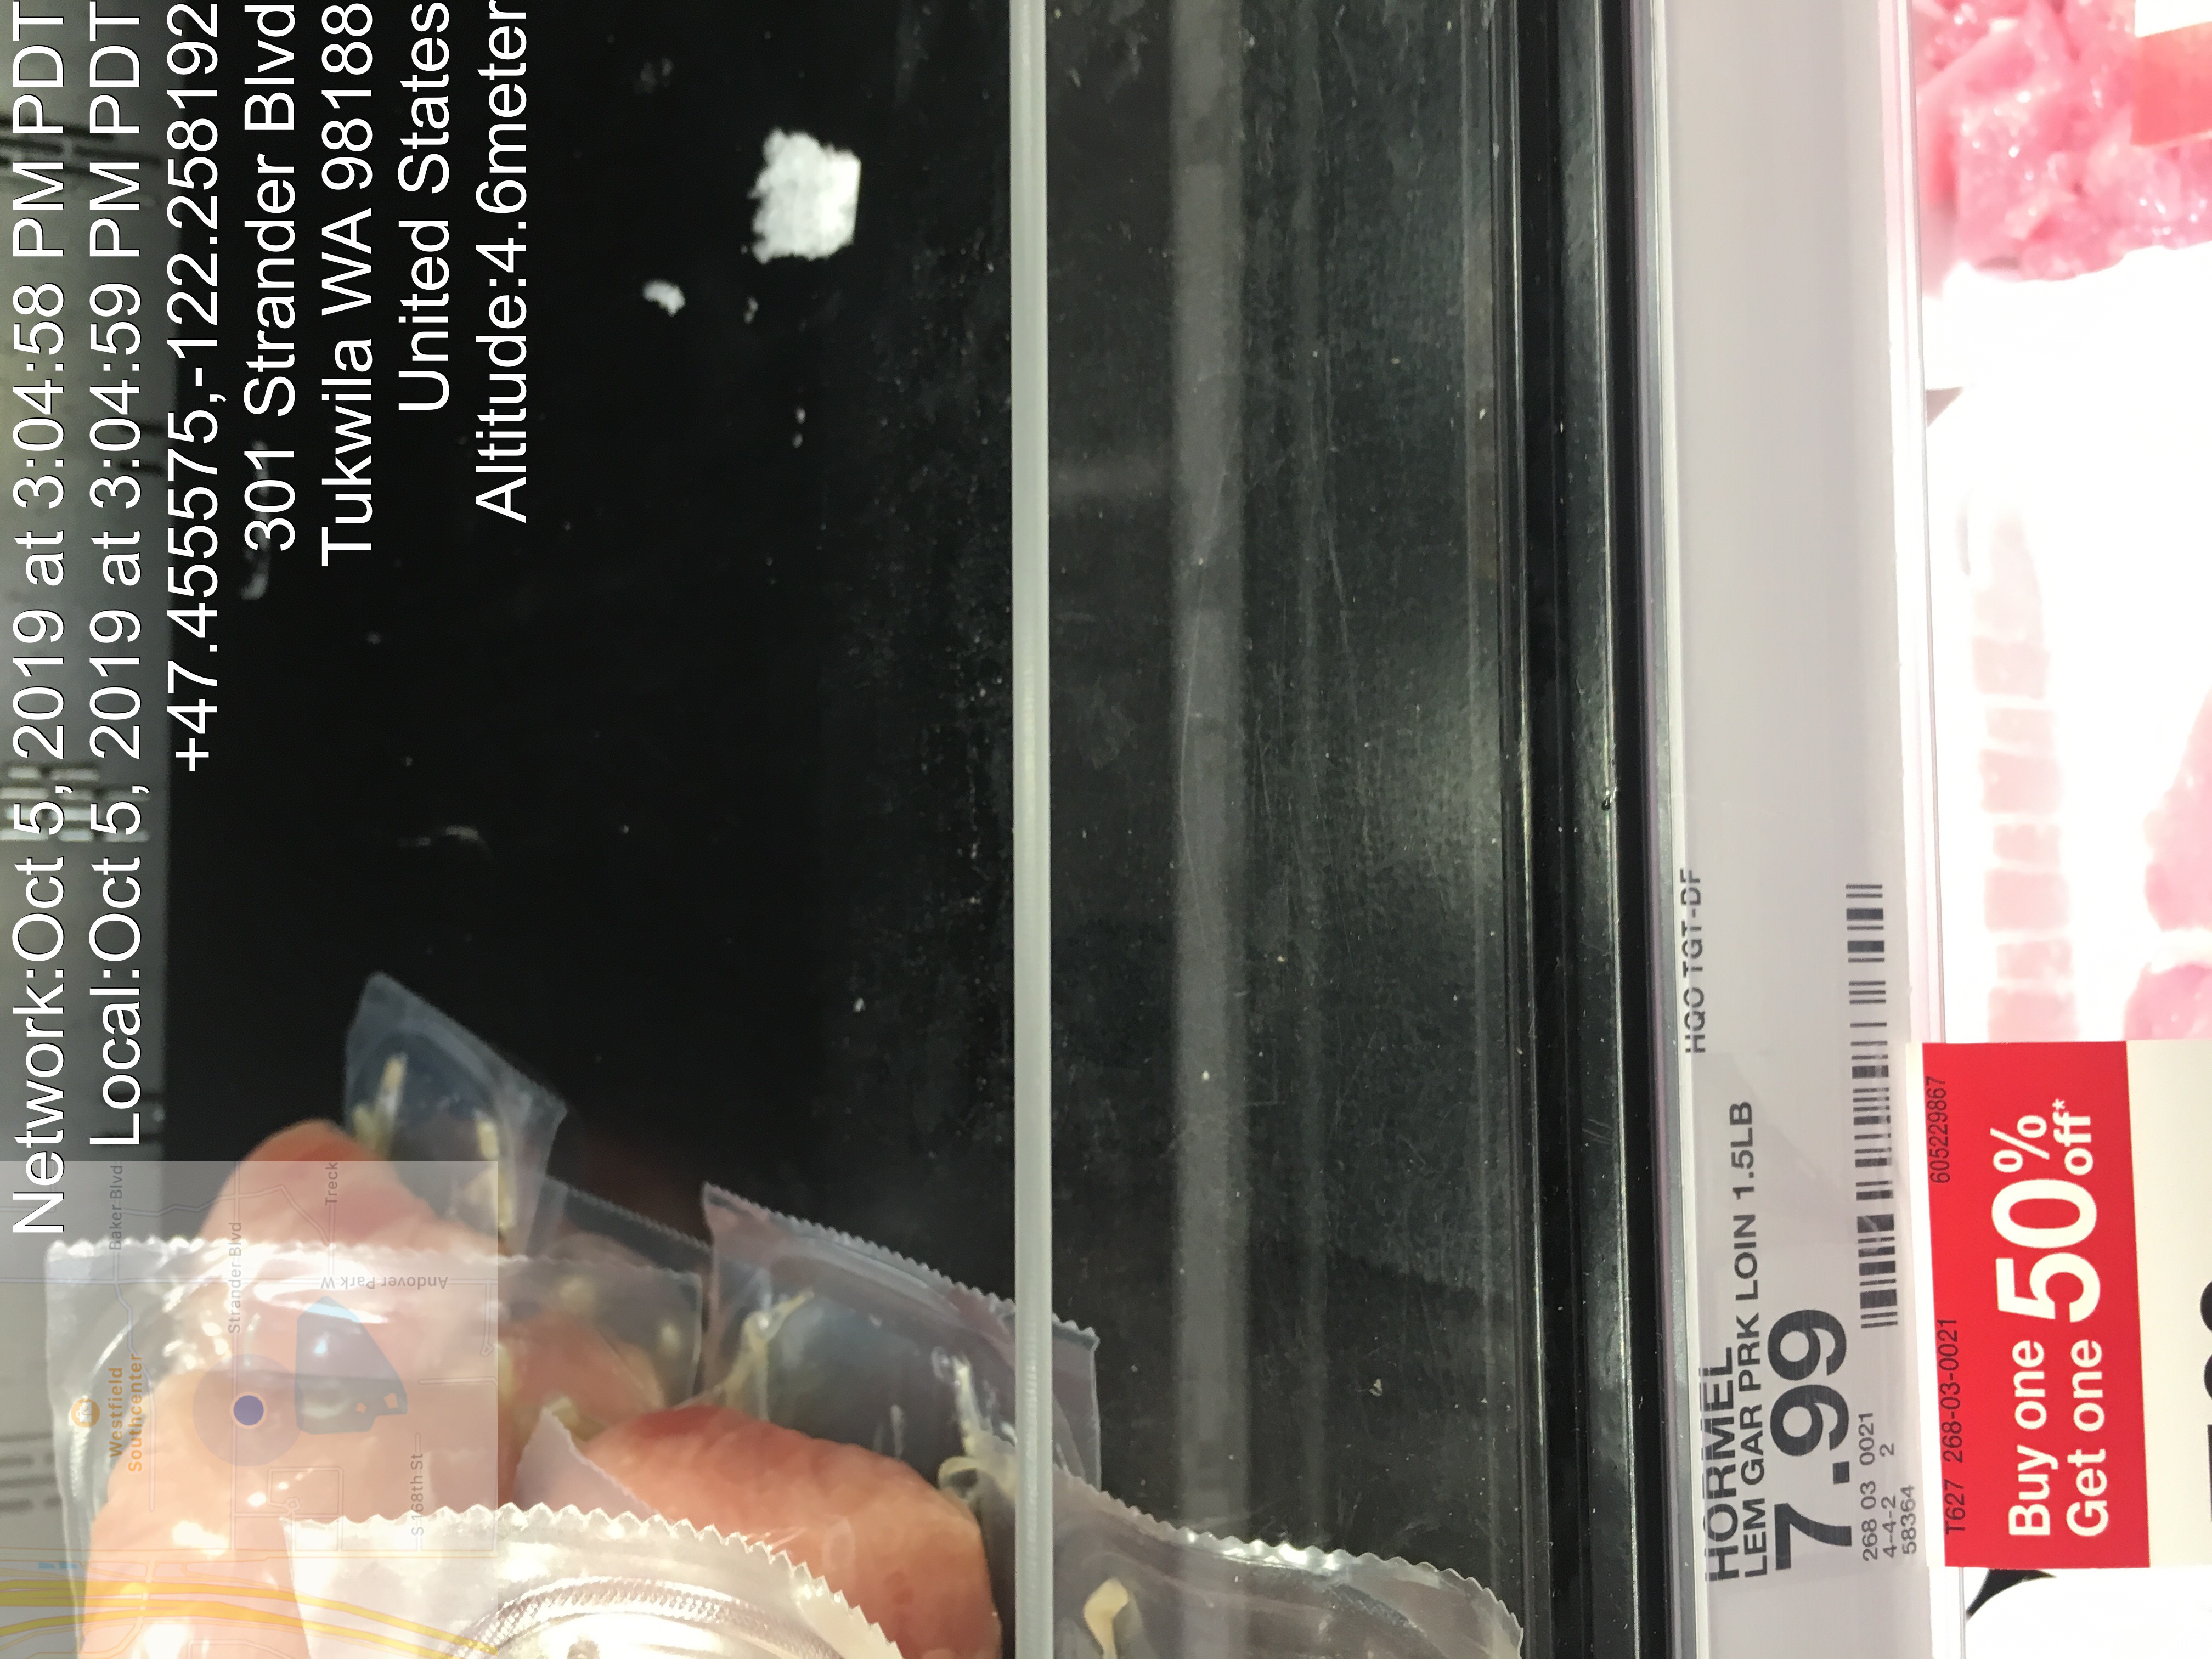 Network:Oct 5, 2019 at 3:04:58 PM PDT
Local:Oct 5, 2019 at 3:04:59 PM PDT
+47.455575,-122.258192
301 Strander Blvd
Tukwila WA 98188
United States
Altitude:4.6meter
Westfield
Southcenter
Baker Blvd
Strander Blvd
Treck
Andover Park W
S 168th St
HORMEL
HQO TGT-DF
LEM GAR PRK LOIN 1.5LB
7.99
268 03 0021
4-4-2 2
58364
T627 268-03-0021 605229867
Buy one
Get one
50%
off*